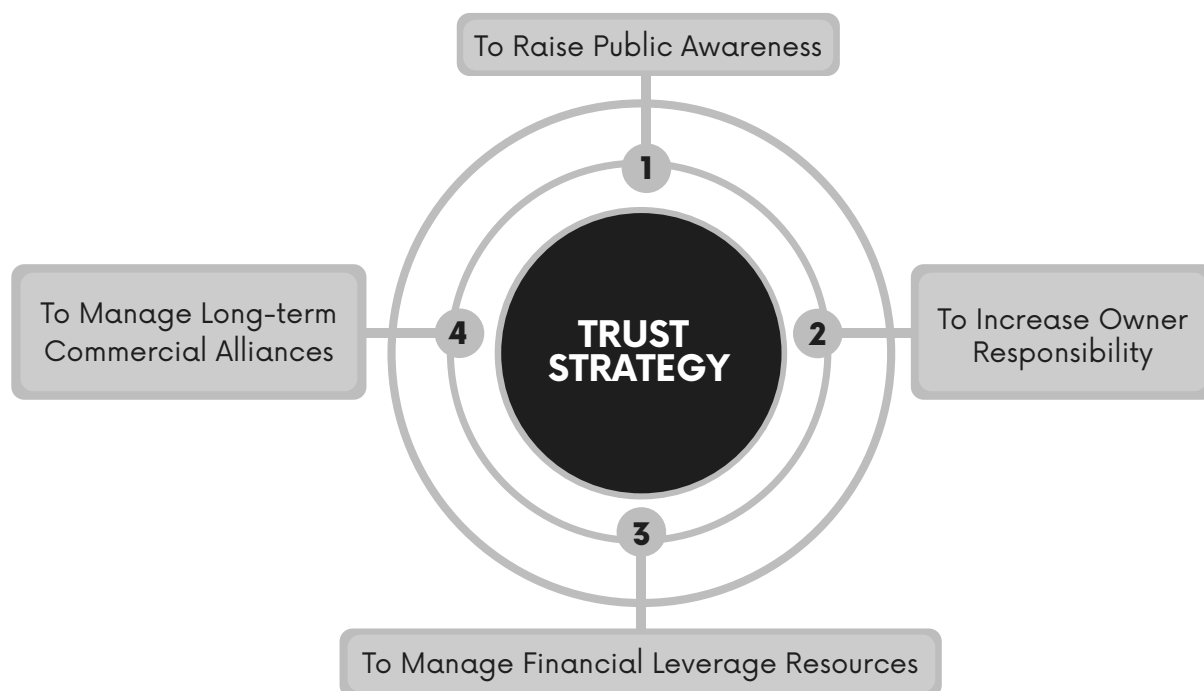 To Raise Public Awareness
1
To Manage Long-term
Commercial Alliances
4
TRUST
STRATEGY
2
To Increase Owner
Responsibility
3
To Manage Financial Leverage Resources